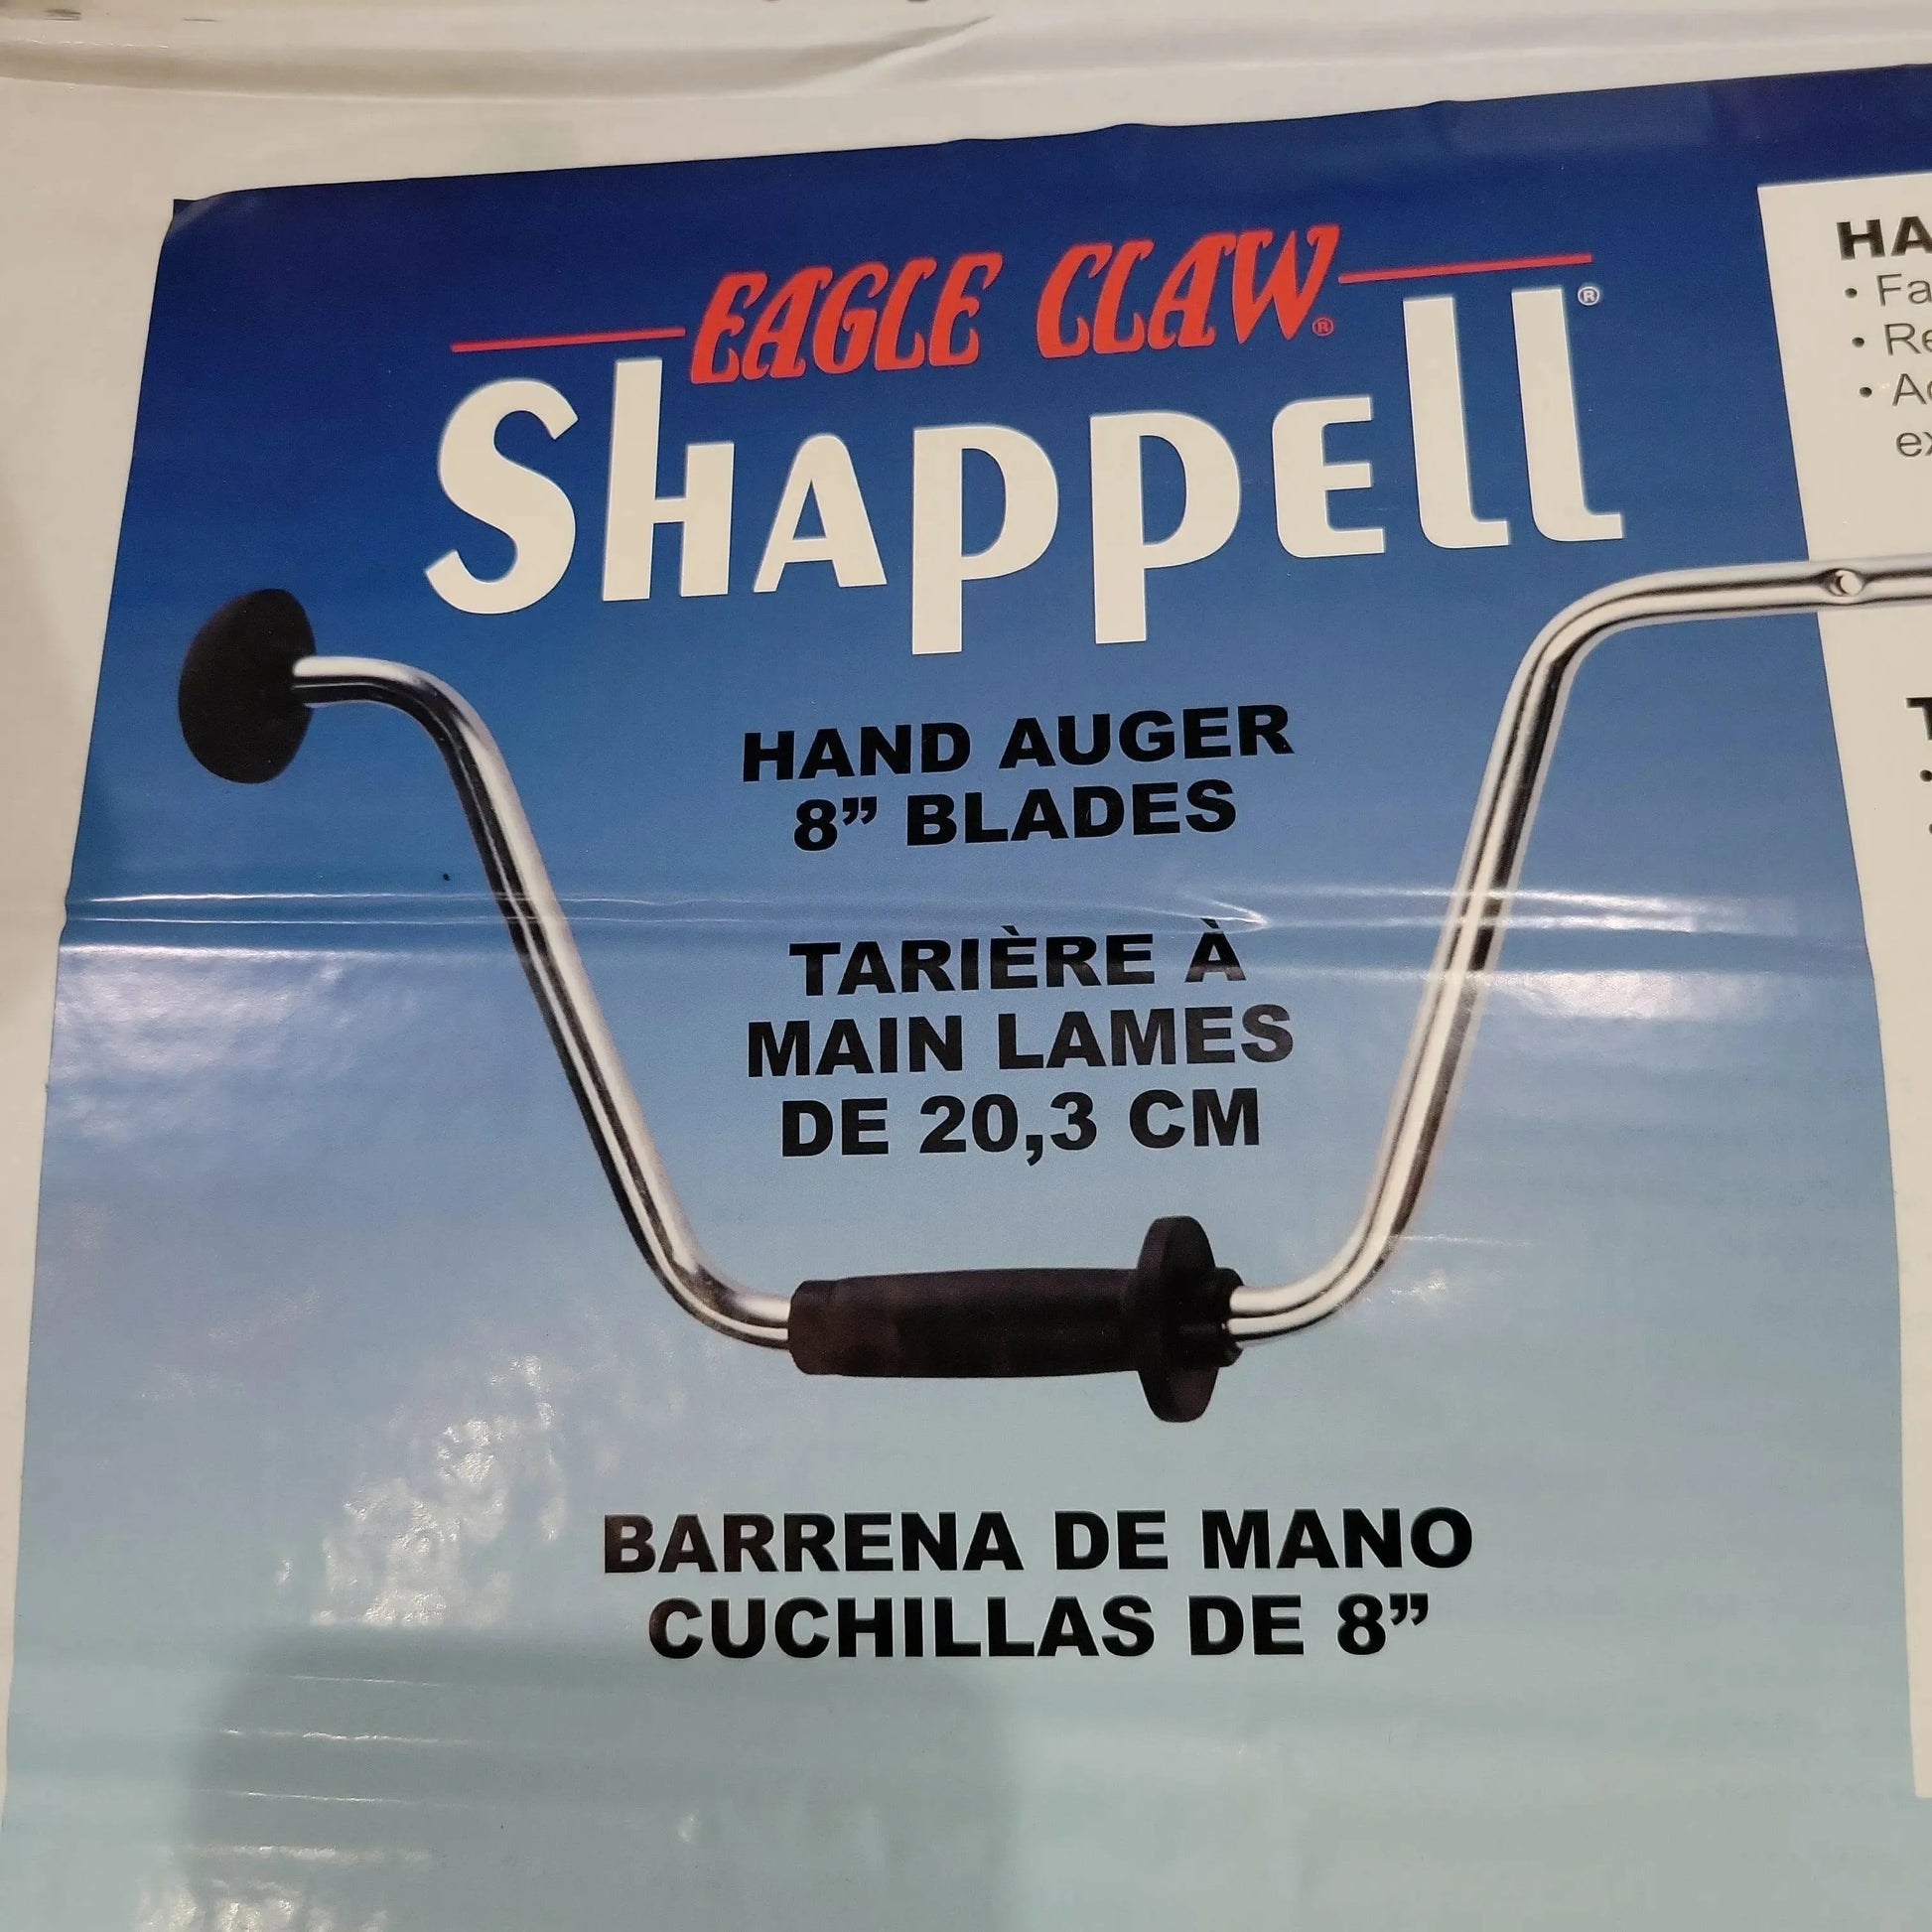 EAGLE CLAW®
Shappell®
HAND AUGER
8” BLADES
TARIÈRE À
MAIN LAMES
DE 20,3 CM
BARRENA DE MANO
CUCHILLAS DE 8”